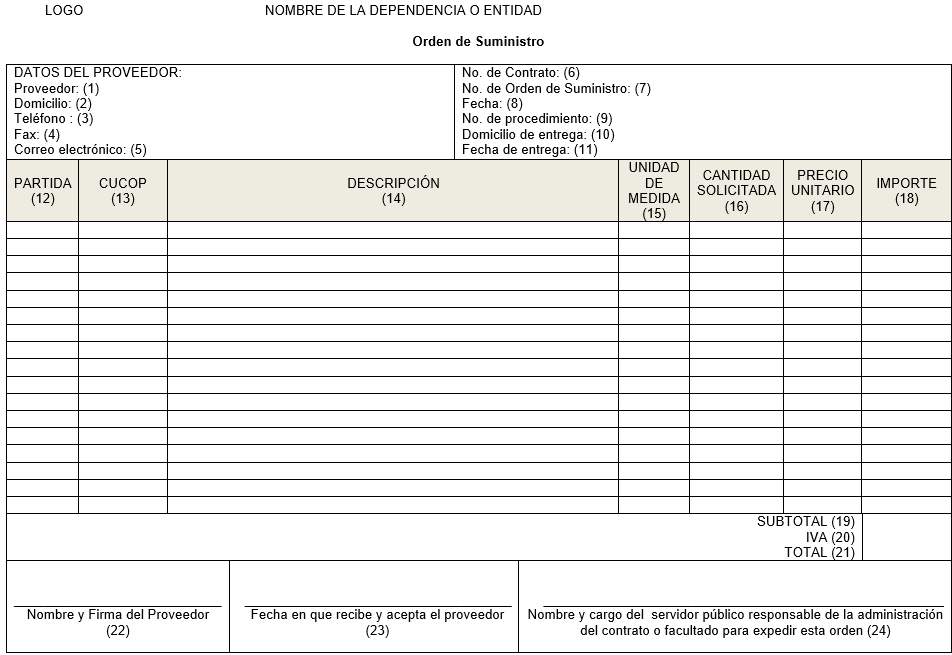 LOGO NOMBRE DE LA DEPENDENCIA O ENTIDAD
Orden de Suministro
DATOS DEL PROVEEDOR:
Proveedor: (1)
Domicilio: (2)
Teléfono : (3)
Fax: (4)
Correo electrónico: (5)
No. de Contrato: (6)
No. de Orden de Suministro: (7)
Fecha: (8)
No. de procedimiento: (9)
Domicilio de entrega: (10)
Fecha de entrega: (11)
PARTIDA
(12)
CUCOP
(13)
DESCRIPCIÓN
(14)
UNIDAD
DE
MEDIDA
(15)
CANTIDAD
SOLICITADA
(16)
PRECIO
UNITARIO
(17)
IMPORTE
(18)
SUBTOTAL (19)
IVA (20)
TOTAL (21)
Nombre y Firma del Proveedor
(22)
Fecha en que recibe y acepta el proveedor
(23)
Nombre y cargo del servidor público responsable de la administración
del contrato o facultado para expedir esta orden (24)